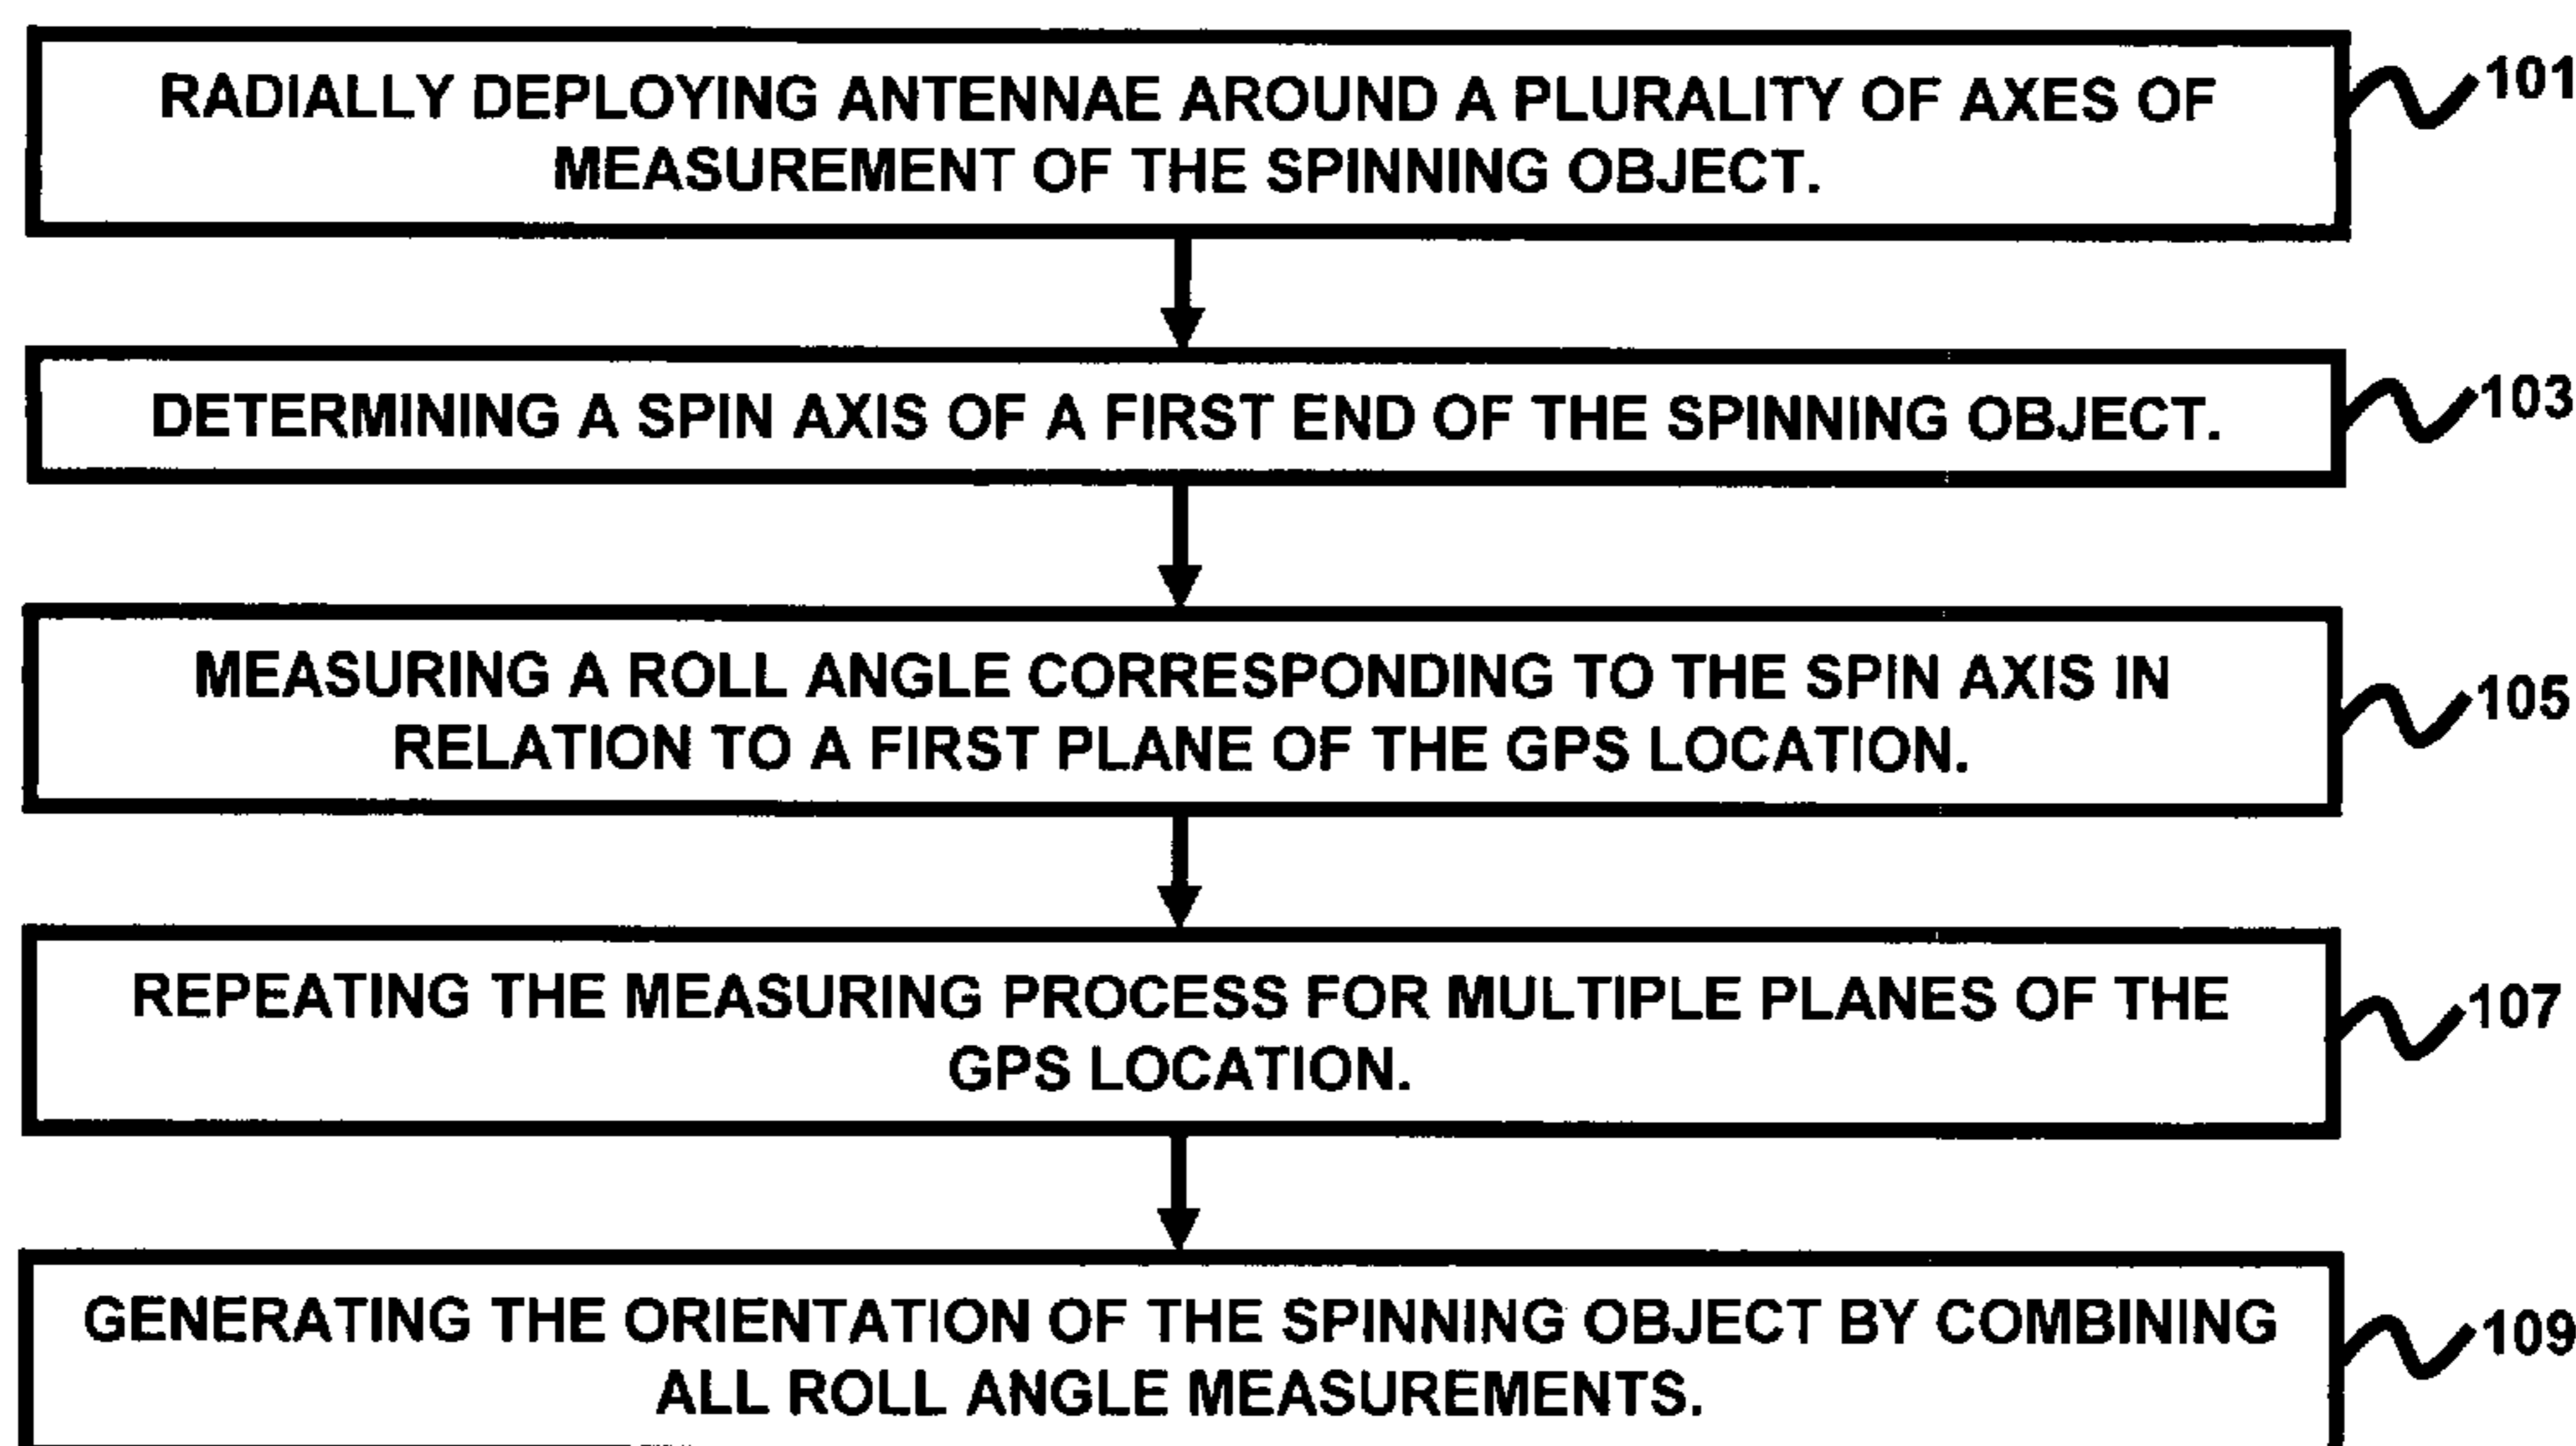 RADIALLY DEPLOYING ANTENNAE AROUND A PLURALITY OF AXES OF
MEASUREMENT OF THE SPINNING OBJECT.
101
DETERMINING A SPIN AXIS OF A FIRST END OF THE SPINNING OBJECT.
103
MEASURING A ROLL ANGLE CORRESPONDING TO THE SPIN AXIS IN
RELATION TO A FIRST PLANE OF THE GPS LOCATION.
105
REPEATING THE MEASURING PROCESS FOR MULTIPLE PLANES OF THE
GPS LOCATION.
107
GENERATING THE ORIENTATION OF THE SPINNING OBJECT BY COMBINING
ALL ROLL ANGLE MEASUREMENTS.
109